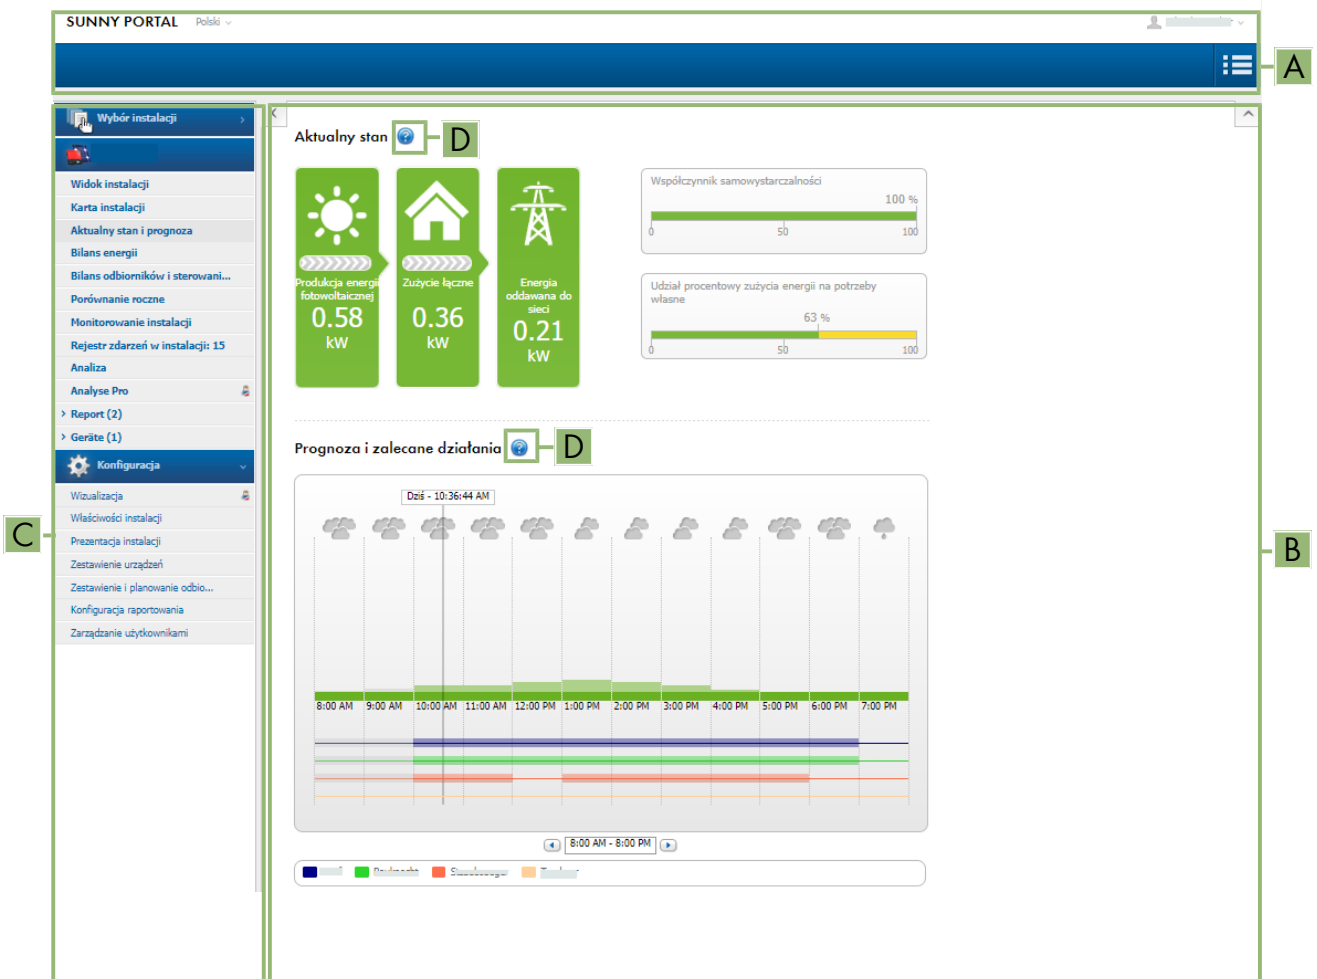 SUNNY PORTAL Polski
A
Wybór instalacji
Widok instalacji
Karta instalacji
Aktualny stan i prognoza
Bilans energii
Bilans odbiorników i sterowani...
Porównanie roczne
Monitorowanie instalacji
Rejestr zdarzeń w instalacji: 15
Analiza
Analyse Pro
Report (2)
Geräte (1)
Konfiguracja
Wizualizacja
Właściwości instalacji
Prezentacja instalacji
Zestawienie urządzeń
Zestawienie i planowanie odbio...
Konfiguracja raportowania
Zarządzanie użytkownikami
C
Aktualny stan
D
Produkcja energii
fotowoltaicznej
0.58
kW
Zużycie łączne
0.36
kW
Energia
oddawana do
sieci
0.21
kW
Współczynnik samowystarczalności
100 %
0 50 100
Udział procentowy zużycia energii na potrzeby
własne
63 %
0 50 100
Prognoza i zalecane działania
D
B
Dziś - 10:36:44 AM
8:00 AM 9:00 AM 10:00 AM 11:00 AM 12:00 PM 1:00 PM 2:00 PM 3:00 PM 4:00 PM 5:00 PM 6:00 PM 7:00 PM
8:00 AM - 8:00 PM